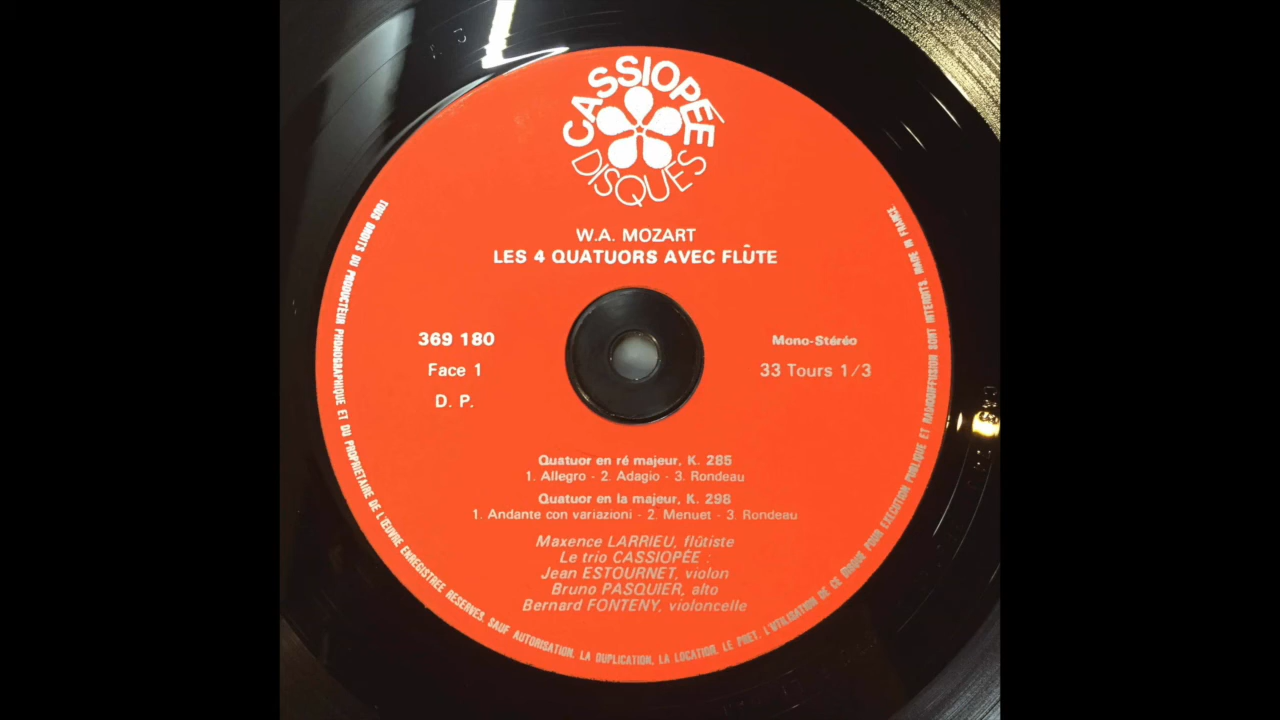 CASSIOPÉE
DISQUES
W.A. MOZART
LES 4 QUATUORS AVEC FLÛTE
369 180
Face 1
D. P.
Mono-Stéréo
33 Tours 1/3
Quatuor en ré majeur, K. 285
1. Allegro - 2. Adagio - 3. Rondeau
Quatuor en la majeur, K. 298
1. Andante con variazioni - 2. Menuet - 3. Rondeau
Maxence LARRIEU, flûtiste
Le trio CASSIOPÉE :
Jean ESTOURNET, violon
Bruno PASQUIER, alto
Bernard FONTENY, violoncelle
TOUS DROITS DU PRODUCTEUR PHONOGRAPHIQUE ET DU PROPRIETAIRE DE L'ŒUVRE ENREGISTREE RESERVES. SAUF AUTORISATION, LA DUPLICATION, LA LOCATION, LE PRET, L'UTILISATION DE CE DISQUE POUR EXECUTION PUBLIQUE ET RADIODIFFUSION SONT INTERDITS. MADE IN FRANCE.